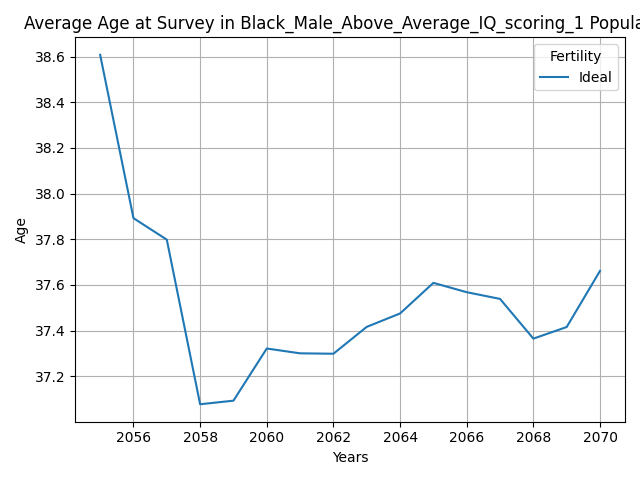 Average Age at Survey in Black_Male_Above_Average_IQ_scoring_1 Popula
Fertility
Ideal
38.6
38.4
38.2
38.0
37.8
37.6
37.4
37.2
Age
2056 2058 2060 2062 2064 2066 2068 2070
Years